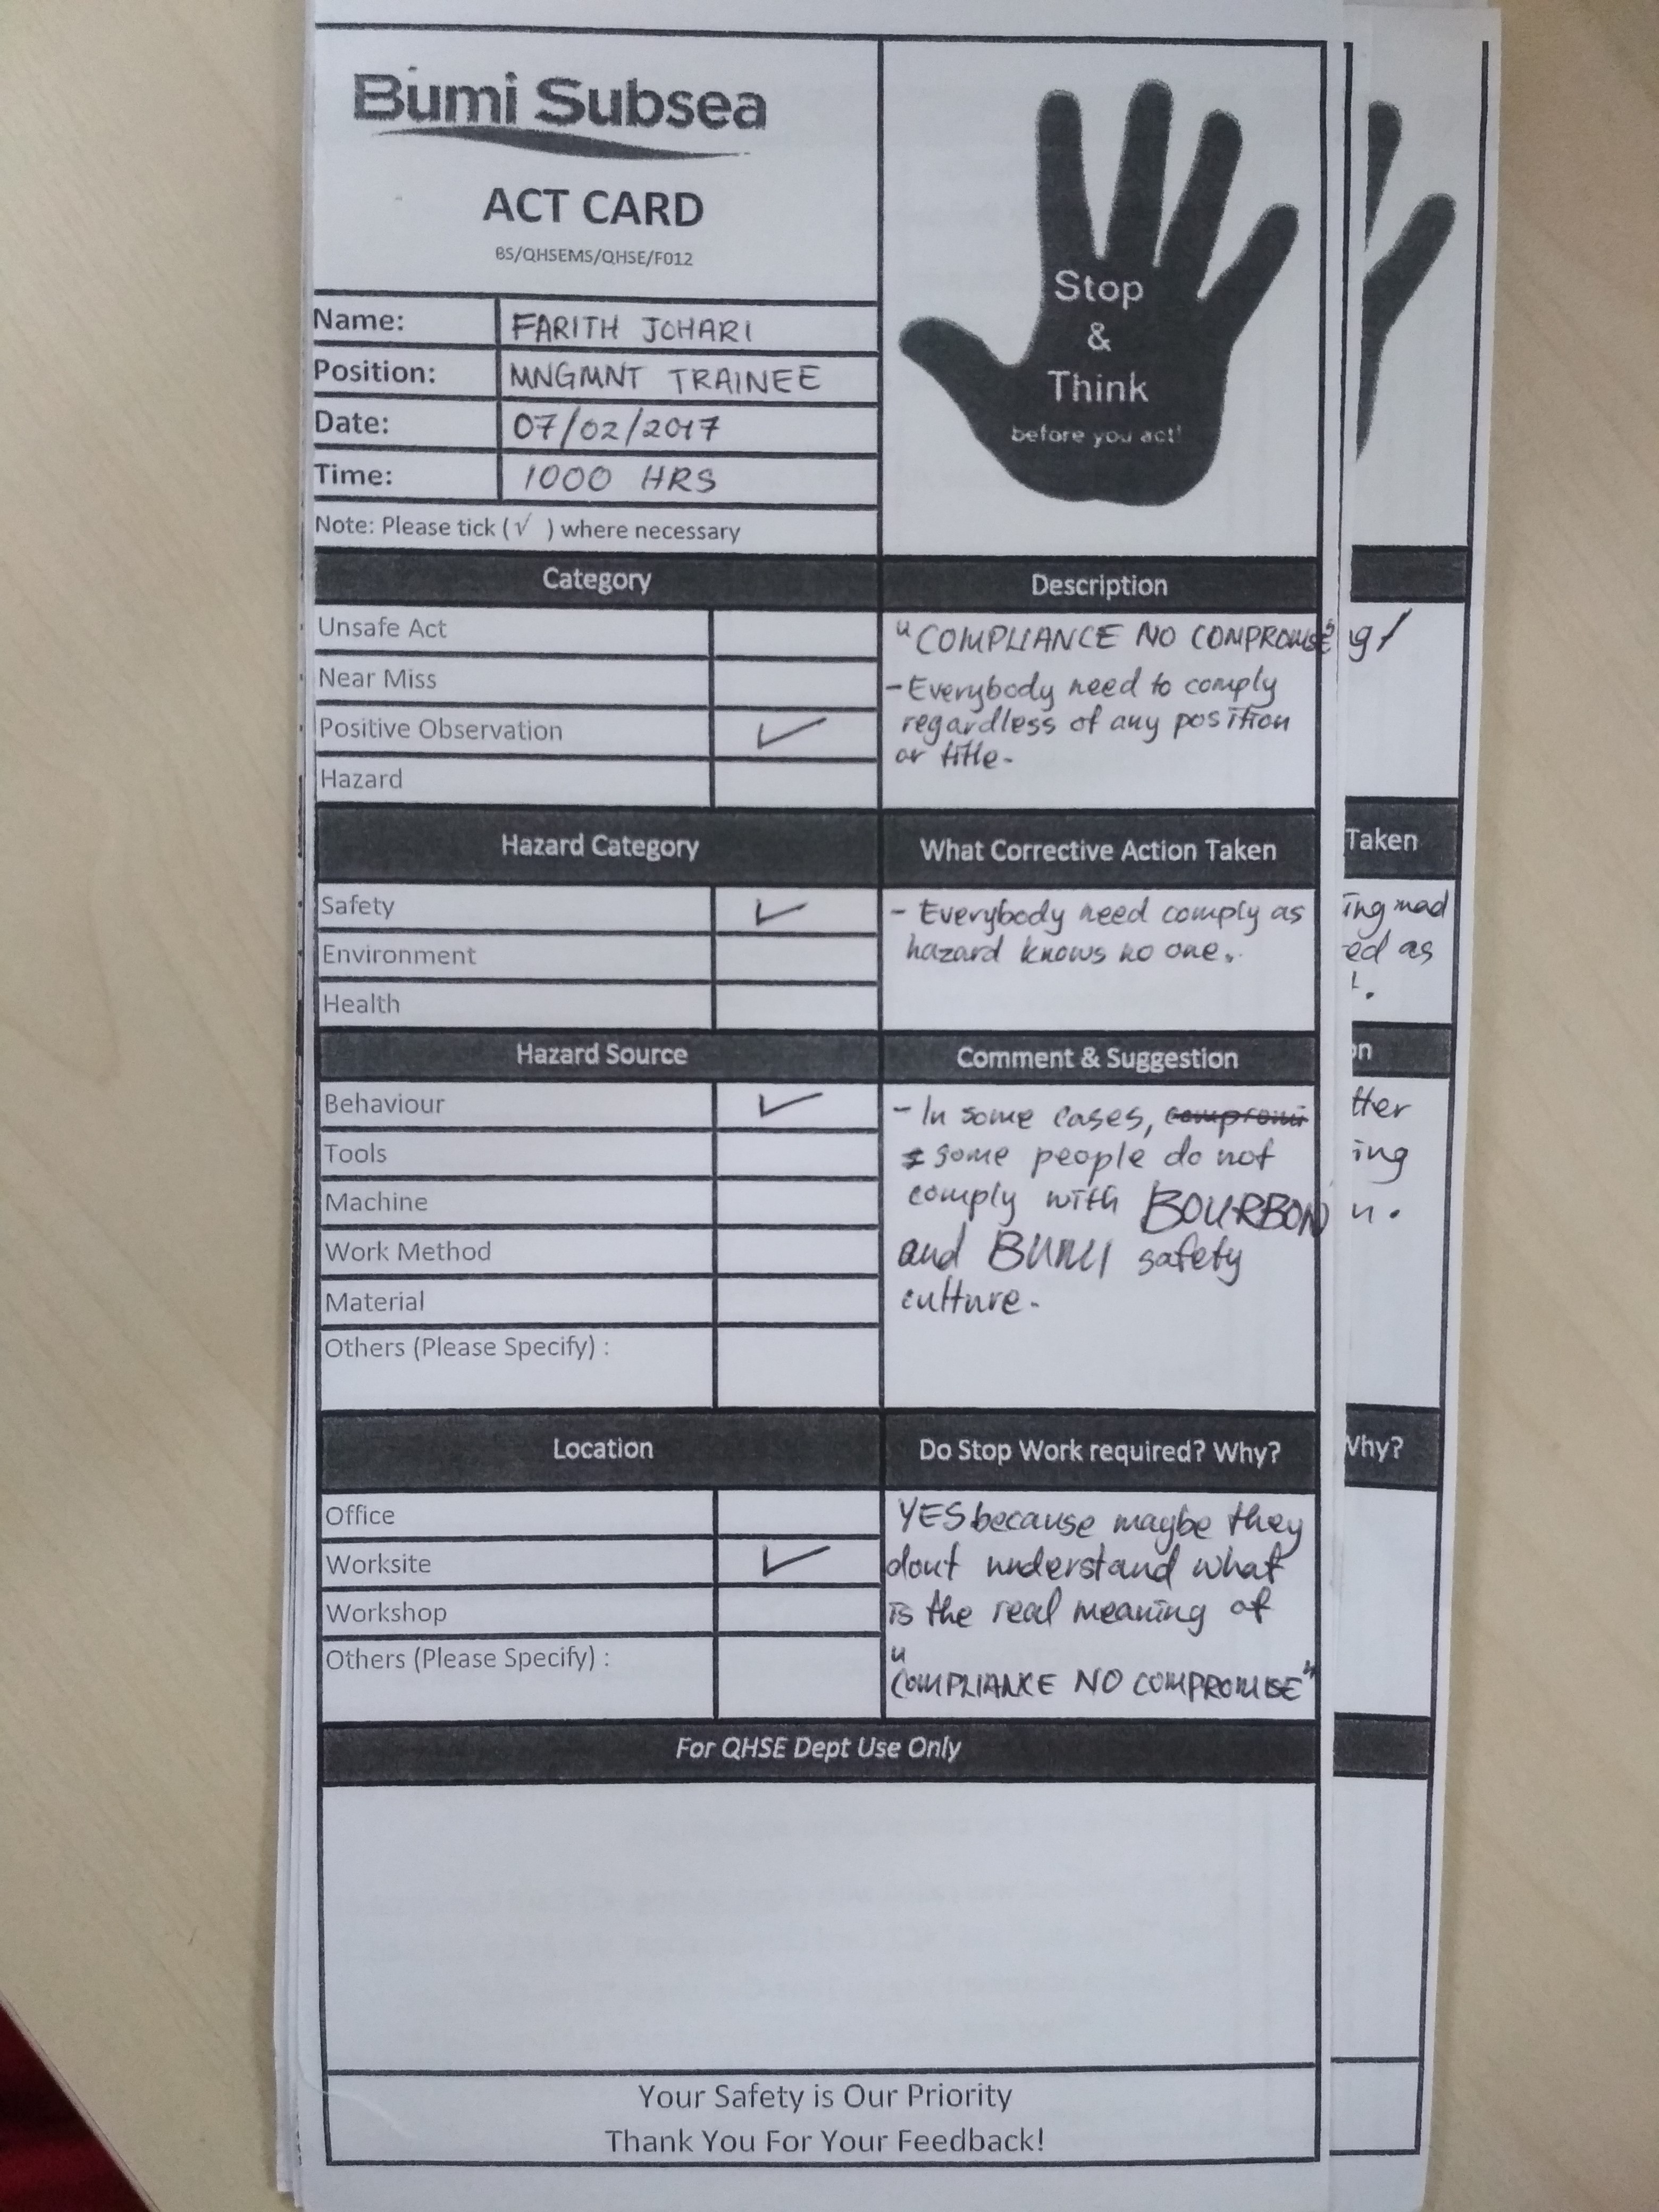 Bumi Subsea
ACT CARD
BS/QHSEMS/QHSE/F012
Stop
&
Think
before you act!
Name: FARITH JOHARI
Position: MNGMNT TRAINEE
Date: 07/02/2017
Time: 1000 HRS
Note: Please tick (√ ) where necessary
Category
Unsafe Act
Near Miss
Positive Observation ✓
Hazard
Description
"COMPLIANCE NO COMPROMISE"
- Everybody need to comply
regardless of any position
or title.
Hazard Category
Safety ✓
Environment
Health
What Corrective Action Taken
- Everybody need comply as
hazard knows no one.
Hazard Source
Behaviour ✓
Tools
Machine
Work Method
Material
Others (Please Specify) :
Comment & Suggestion
- In some cases, compromi
some people do not
comply with BOURBON
and BUMI safety
culture.
Location
Office
Worksite ✓
Workshop
Others (Please Specify) :
Do Stop Work required? Why?
YES because maybe they
dont understand what
is the real meaning of
"COMPLIANCE NO COMPROMISE"
For QHSE Dept Use Only
Your Safety is Our Priority
Thank You For Your Feedback!
Taken
ed as
Why?